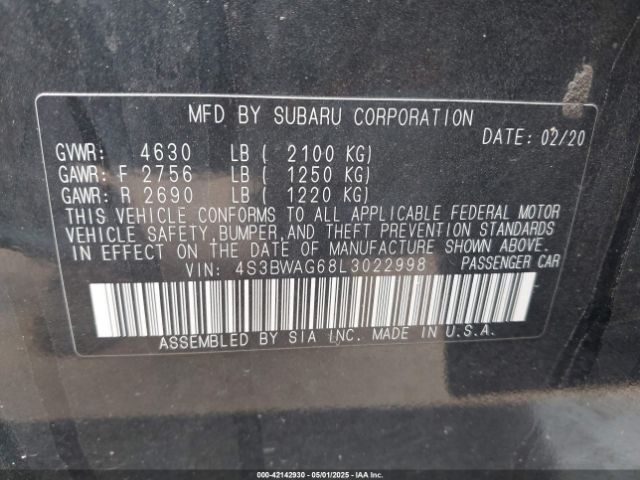 MFD BY SUBARU CORPORATION
DATE: 02/20
GVWR: 4630 LB ( 2100 KG)
GAWR: F 2756 LB ( 1250 KG)
GAWR: R 2690 LB ( 1220 KG)
THIS VEHICLE CONFORMS TO ALL APPLICABLE FEDERAL MOTOR
VEHICLE SAFETY, BUMPER, AND THEFT PREVENTION STANDARDS
IN EFFECT ON THE DATE OF MANUFACTURE SHOWN ABOVE.
VIN: 4S3BWAG68L3022998 PASSENGER CAR
ASSEMBLED BY SIA INC. MADE IN U.S.A.
000-42142930 - 05/01/2025 - IAAI.COM